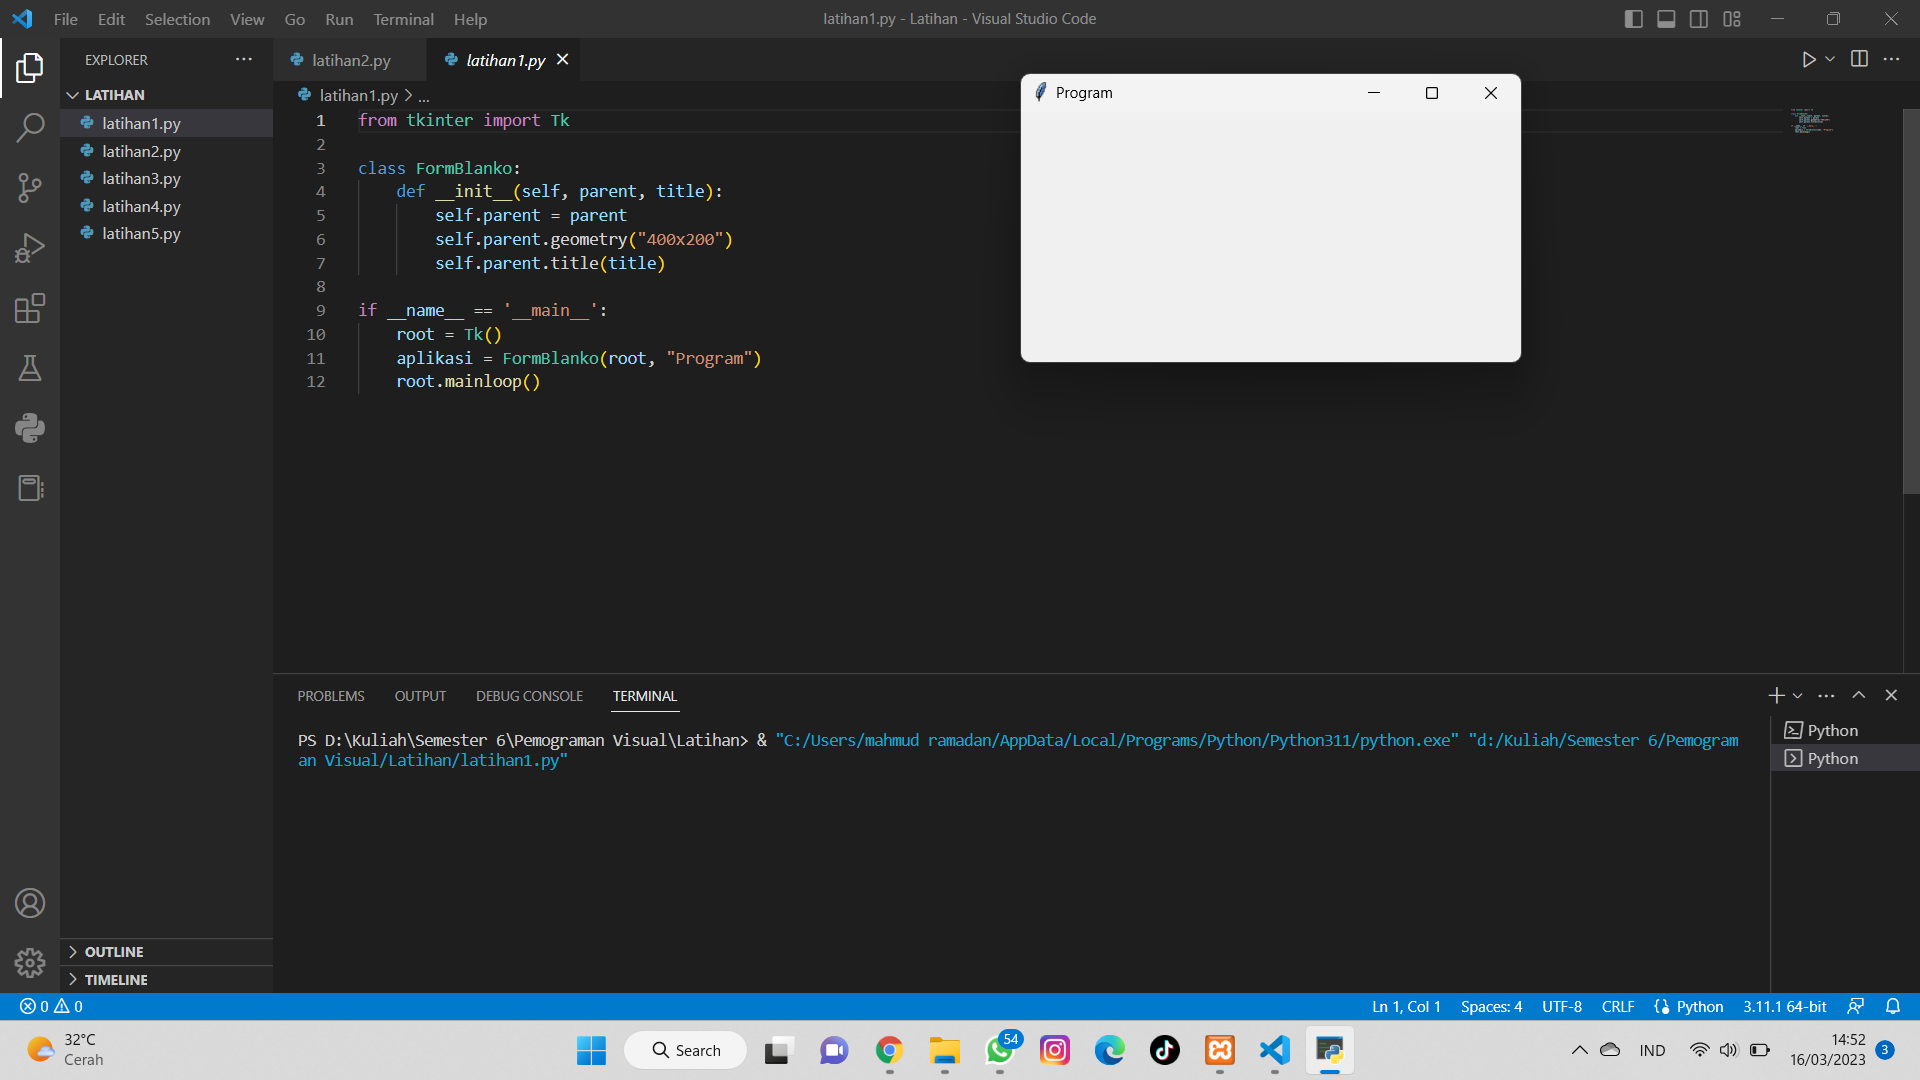 File Edit Selection View Go Run Terminal Help
latihan1.py - Latihan - Visual Studio Code
EXPLORER
LATIHAN
latihan1.py
latihan2.py
latihan3.py
latihan4.py
latihan5.py
OUTLINE
TIMELINE
latihan2.py
latihan1.py
latihan1.py > ...
1 from tkinter import Tk
2
3 class FormBlanko:
4 def __init__(self, parent, title):
5 self.parent = parent
6 self.parent.geometry("400x200")
7 self.parent.title(title)
8
9 if __name__ == '__main__':
10 root = Tk()
11 aplikasi = FormBlanko(root, "Program")
12 root.mainloop()
Program
PROBLEMS OUTPUT DEBUG CONSOLE TERMINAL
PS D:\Kuliah\Semester 6\Pemograman Visual\Latihan> & "C:/Users/mahmud ramadan/AppData/Local/Programs/Python/Python311/python.exe" "d:/Kuliah/Semester 6/Pemogram
an Visual/Latihan/latihan1.py"
Python
Python
0 0
Ln 1, Col 1 Spaces: 4 UTF-8 CRLF Python 3.11.1 64-bit
32°C
Cerah
Search
54
IND
14:52
16/03/2023
3